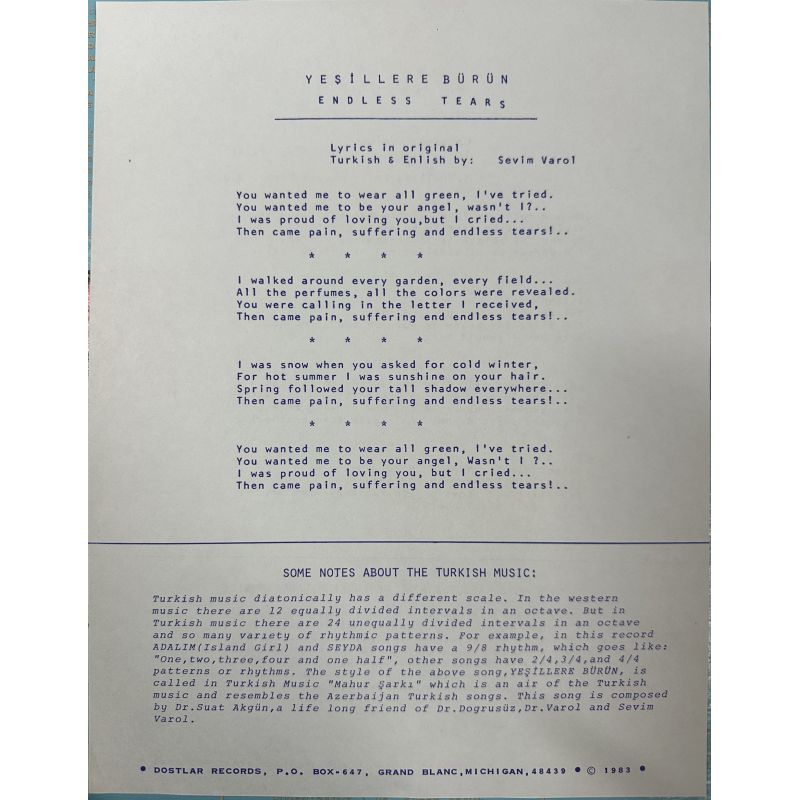 YEŞİLLERE BÜRÜN
ENDLESS TEARS
Lyrics in original
Turkish & Enlish by: Sevim Varol
You wanted me to wear all green, I've tried.
You wanted me to be your angel, wasn't I?..
I was proud of loving you,but I cried...
Then came pain, suffering and endless tears!..
* * * *
I walked around every garden, every field...
All the perfumes, all the colors were revealed.
You were calling in the letter I received,
Then came pain, suffering end endless tears!..
* * * *
I was snow when you asked for cold winter,
For hot summer I was sunshine on your hair.
Spring followed your tall shadow everywhere...
Then came pain, suffering and endless tears!..
* * * *
You wanted me to wear all green, I've tried.
You wanted me to be your angel, Wasn't I ?..
I was proud of loving you, but I cried...
Then came pain, suffering and endless tears!..
SOME NOTES ABOUT THE TURKISH MUSIC:
Turkish music diatonically has a different scale. In the western
music there are 12 equally divided intervals in an octave. But in
Turkish music there are 24 unequally divided intervals in an octave
and so many variety of rhythmic patterns. For example, in this record
ADALIM(Island Girl) and SEYDA songs have a 9/8 rhythm, which goes like:
"One,two,three,four and one half", other songs have 2/4,3/4,and 4/4
patterns or rhythms. The style of the above song,YEŞİLLERE BÜRÜN, is
called in Turkish Music "Mahur Şarkı" which is an air of the Turkish
music and resembles the Azerbaijan Turkish songs. This song is composed
by Dr.Suat Akgün,a life long friend of Dr.Dogrusüz,Dr.Varol and Sevim
Varol.
• DOSTLAR RECORDS, P.O. BOX-647, GRAND BLANC,MICHIGAN,48439 • © 1983 •